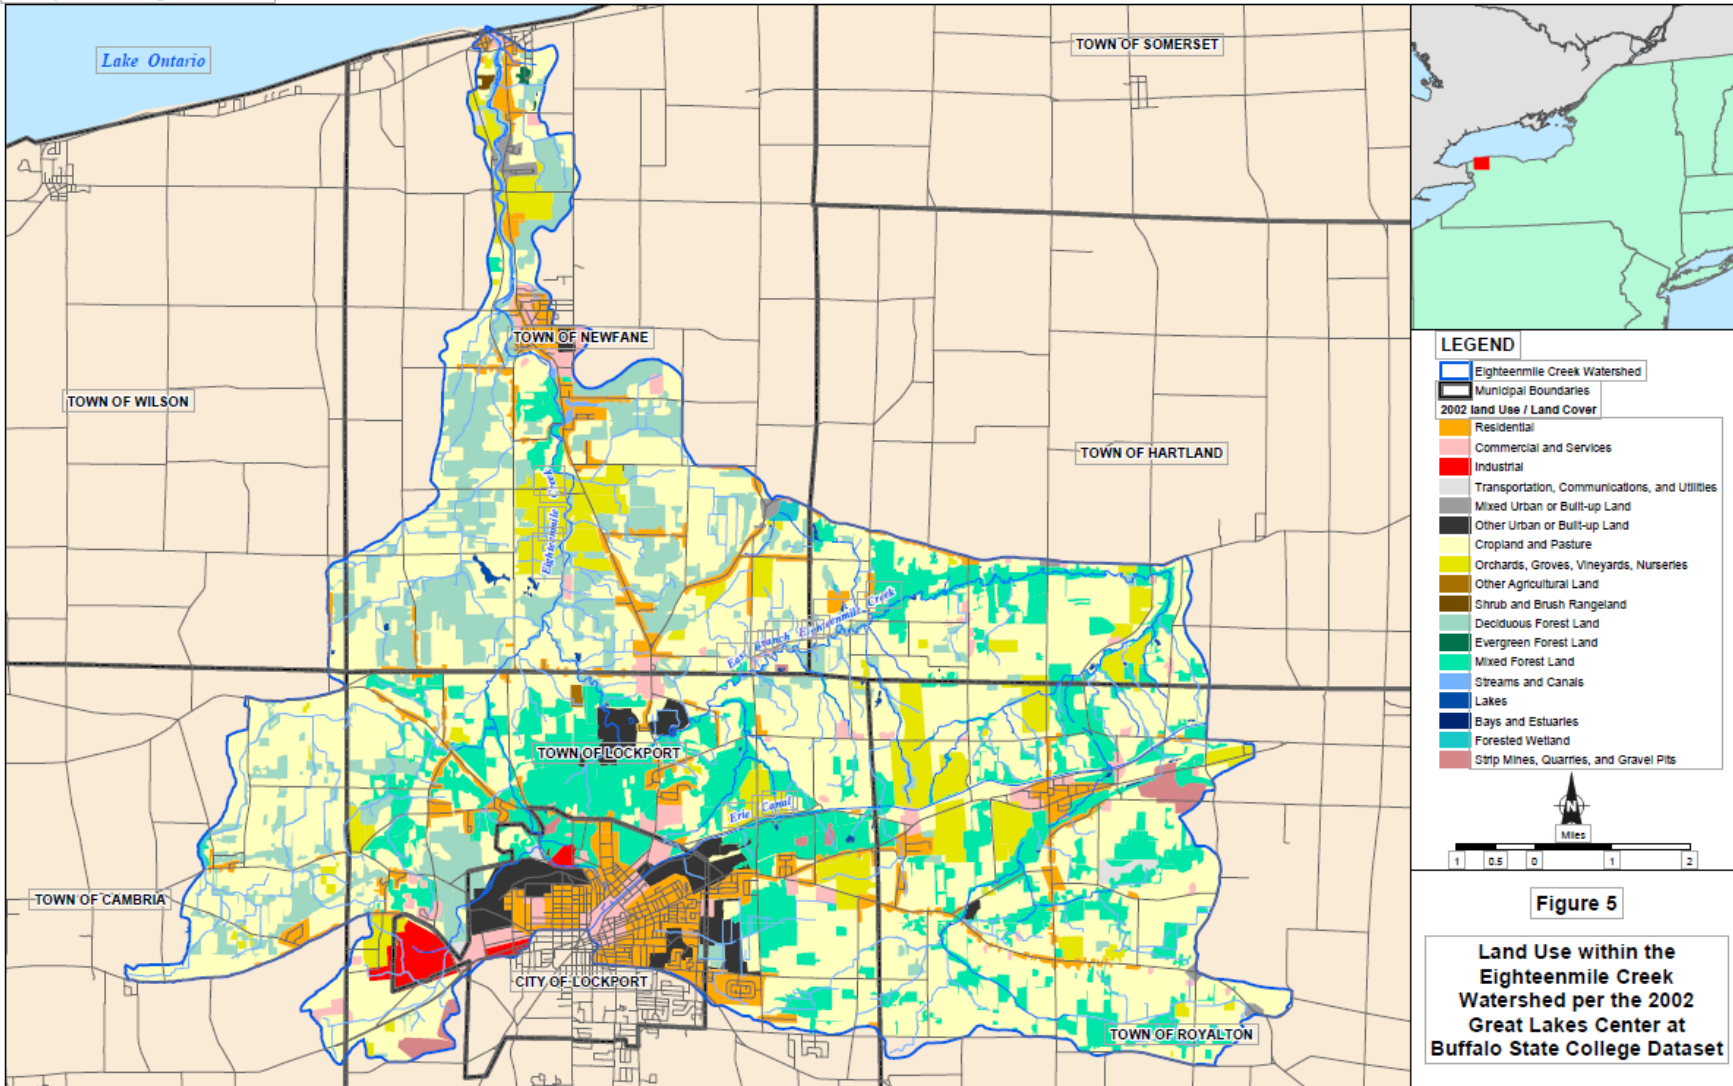 Lake Ontario
TOWN OF SOMERSET
TOWN OF NEWFANE
TOWN OF WILSON
TOWN OF HARTLAND
Eighteenmile Creek
East Branch Eighteenmile Creek
TOWN OF LOCKPORT
Erie Canal
TOWN OF CAMBRIA
CITY OF LOCKPORT
TOWN OF ROYALTON
LEGEND
Eighteenmile Creek Watershed
Municipal Boundaries
2002 land Use / Land Cover
Residential
Commercial and Services
Industrial
Transportation, Communications, and Utilities
Mixed Urban or Built-up Land
Other Urban or Built-up Land
Cropland and Pasture
Orchards, Groves, Vineyards, Nurseries
Other Agricultural Land
Shrub and Brush Rangeland
Deciduous Forest Land
Evergreen Forest Land
Mixed Forest Land
Streams and Canals
Lakes
Bays and Estuaries
Forested Wetland
Strip Mines, Quarries, and Gravel Pits
N
Miles
1 0.5 0 1 2
Figure 5
Land Use within the
Eighteenmile Creek
Watershed per the 2002
Great Lakes Center at
Buffalo State College Dataset